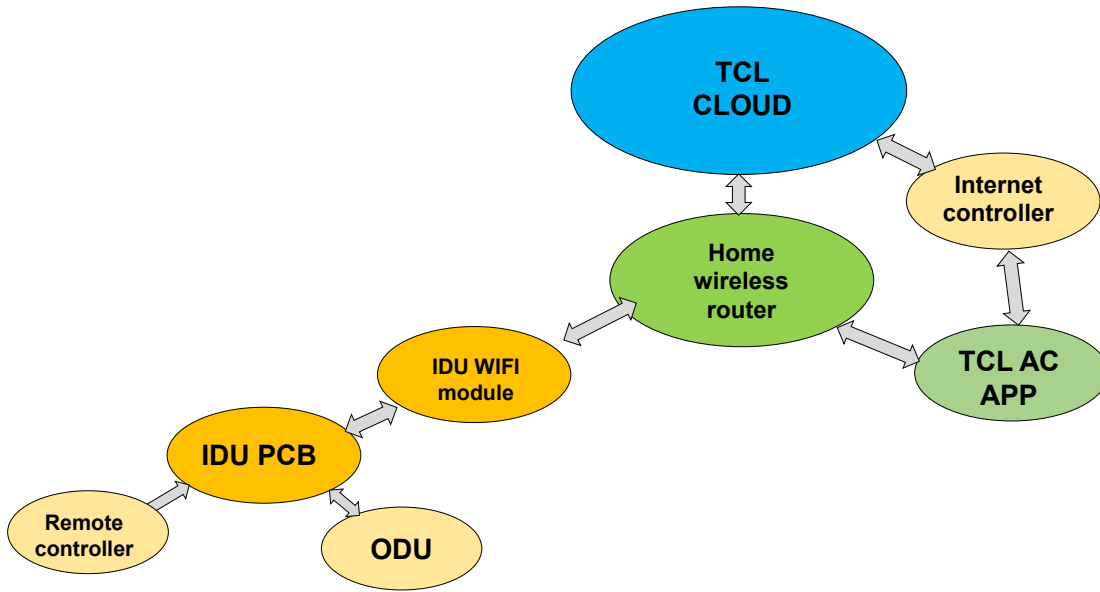 TCL
CLOUD
Internet
controller
Home
wireless
router
IDU WIFI
module
TCL AC
APP
IDU PCB
Remote
controller
ODU